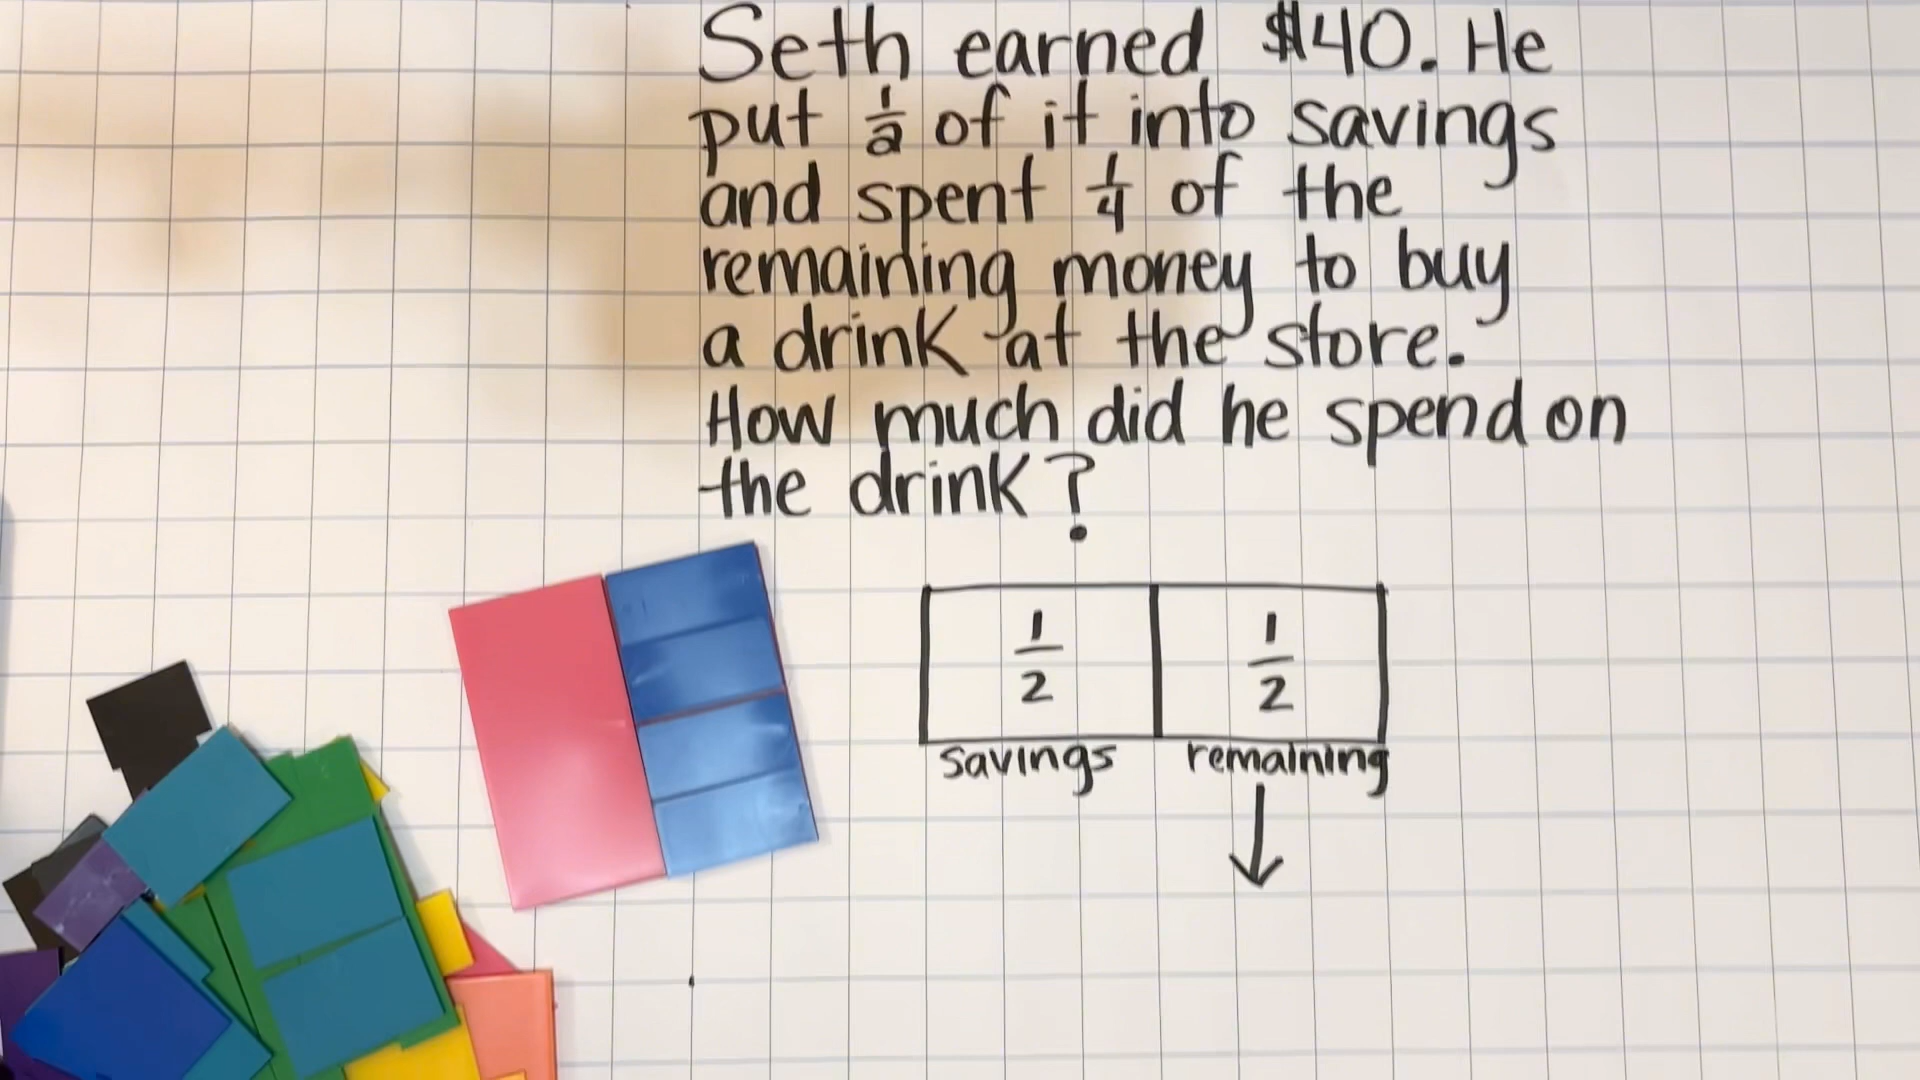 Seth earned $40. He
put 1/2 of it into savings
and spent 1/4 of the
remaining money to buy
a drink at the store.
How much did he spend on
the drink?
1/2 1/2
savings remaining